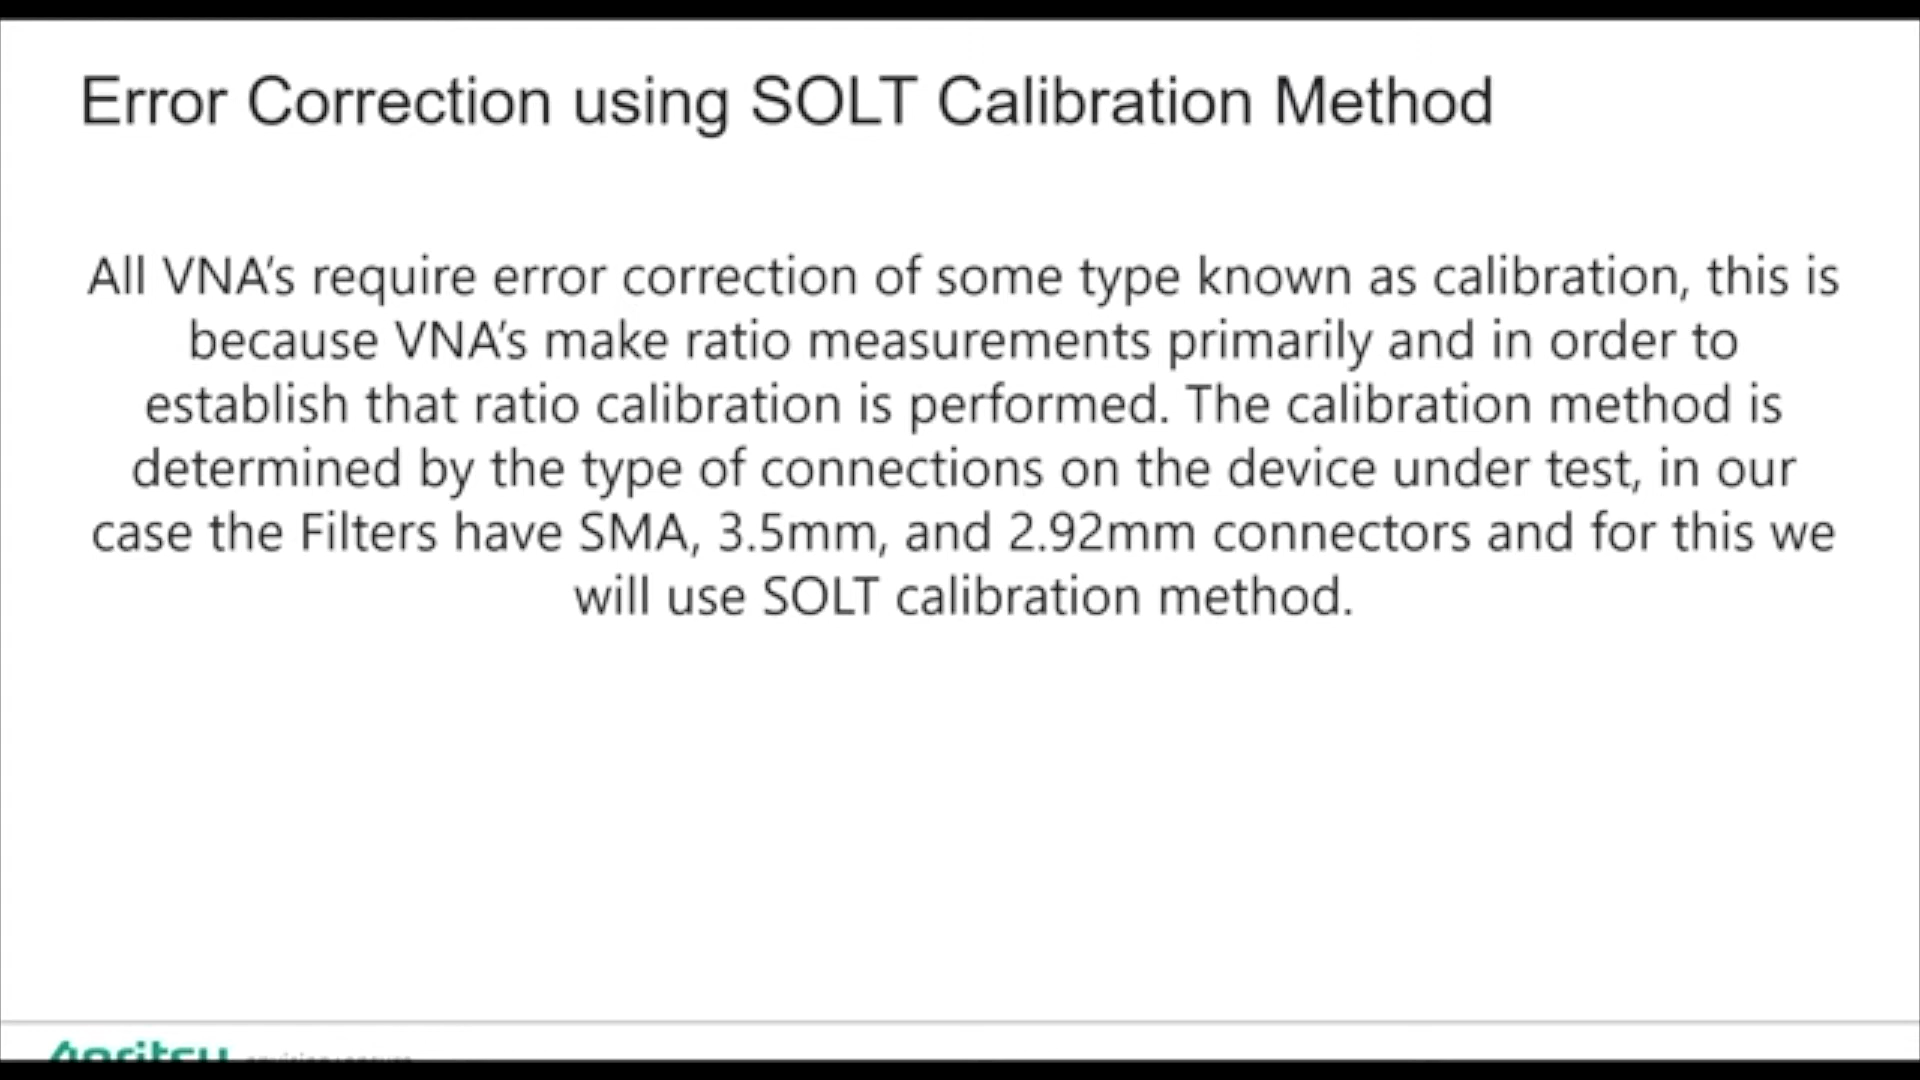 Error Correction using SOLT Calibration Method
All VNA’s require error correction of some type known as calibration, this is
because VNA’s make ratio measurements primarily and in order to
establish that ratio calibration is performed. The calibration method is
determined by the type of connections on the device under test, in our
case the Filters have SMA, 3.5mm, and 2.92mm connectors and for this we
will use SOLT calibration method.
Anritsu